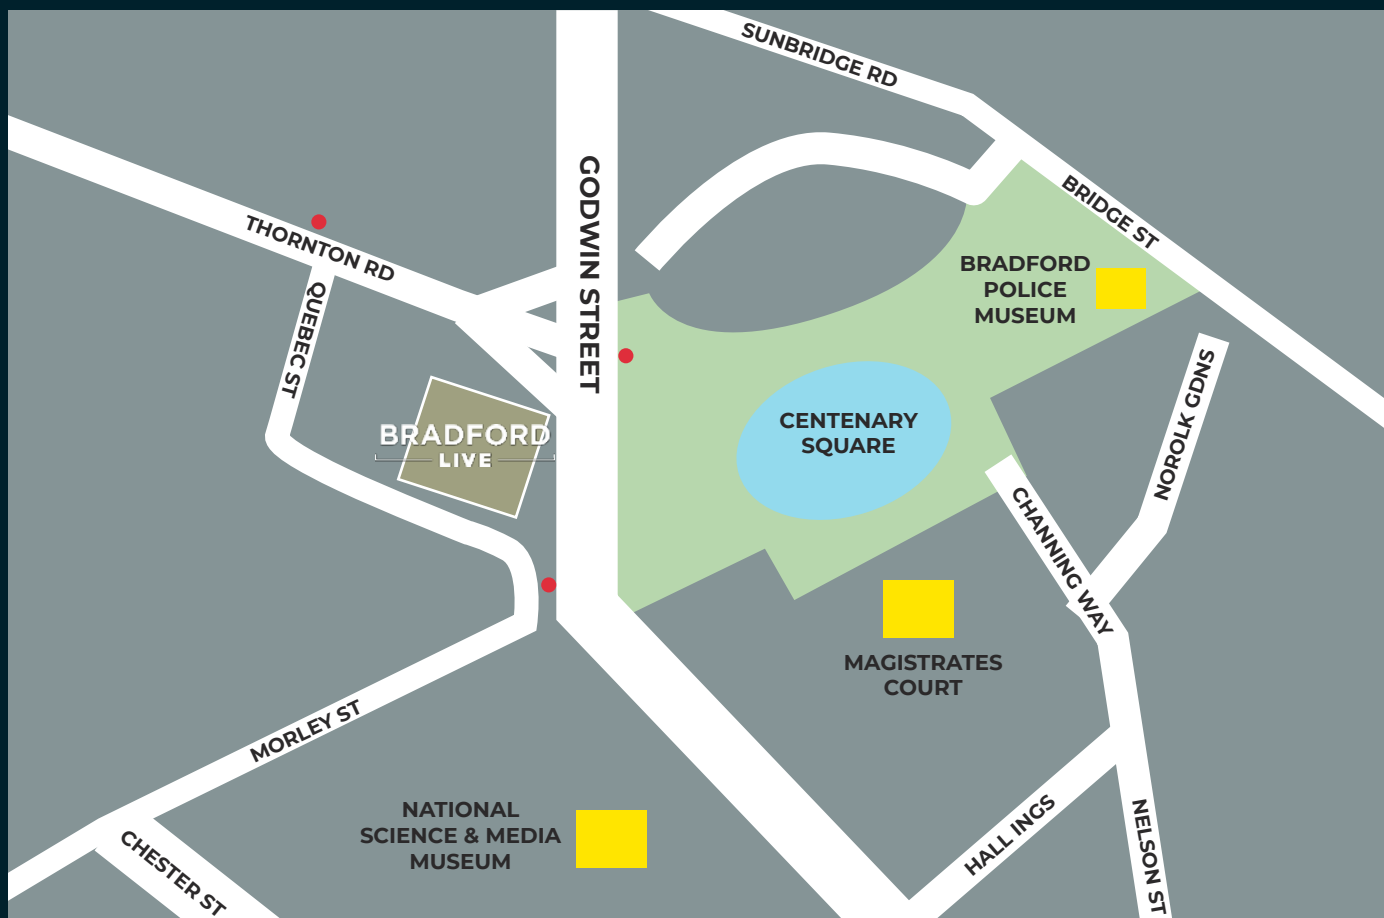 SUNBRIDGE RD
GODWIN STREET
BRIDGE ST
THORNTON RD
BRADFORD
POLICE
MUSEUM
QUEBEC ST
NOROLK GDNS
CENTENARY
SQUARE
BRADFORD
LIVE
CHANNING WAY
MAGISTRATES
COURT
MORLEY ST
NATIONAL
SCIENCE & MEDIA
MUSEUM
HALL INGS
NELSON ST
CHESTER ST